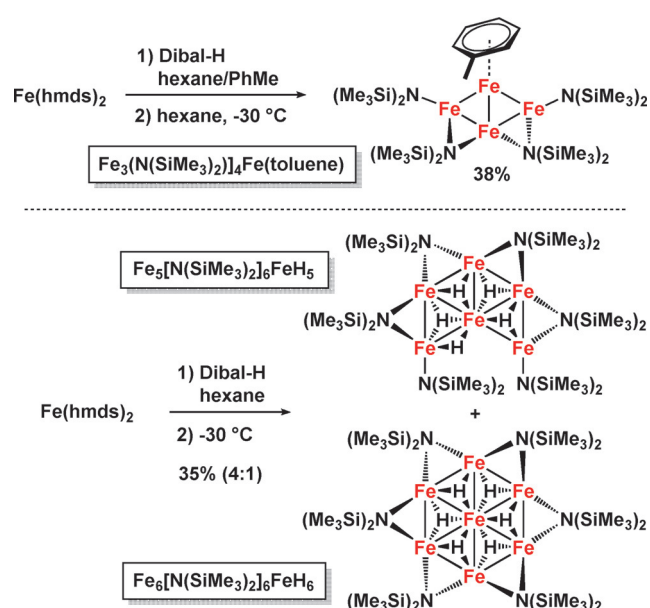 1) Dibal-H
hexane/PhMe
Fe(hmds)2
2) hexane, -30 °C
Fe3(N(SiMe3)2)]4Fe(toluene)
Fe
(Me3Si)2N
Fe
Fe
N(SiMe3)2
Fe
(Me3Si)2N
N(SiMe3)2
38%
Fe5[N(SiMe3)2]6FeH5
(Me3Si)2N
N(SiMe3)2
Fe
Fe
H
H
Fe
(Me3Si)2N
H
Fe
H
N(SiMe3)2
Fe
H
Fe
N(SiMe3)2
N(SiMe3)2
+
Fe(hmds)2
1) Dibal-H
hexane
2) -30 °C
35% (4:1)
(Me3Si)2N
N(SiMe3)2
Fe
Fe
H
H
Fe
(Me3Si)2N
H
Fe
H
N(SiMe3)2
Fe
H
H
Fe
Fe
(Me3Si)2N
N(SiMe3)2
Fe6[N(SiMe3)2]6FeH6